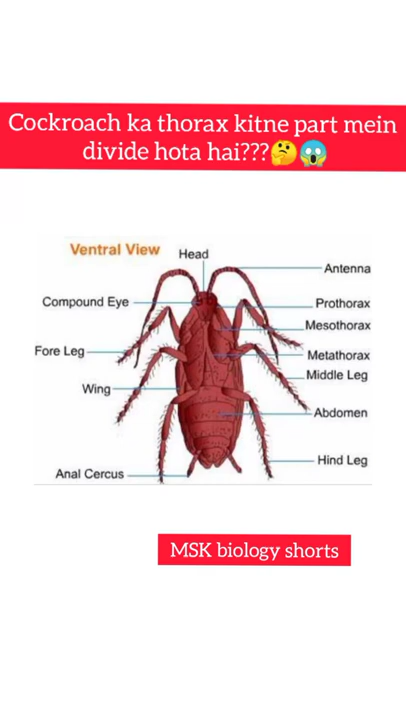 Cockroach ka thorax kitne part mein
divide hota hai???🤔😱
Ventral View
Head
Antenna
Compound Eye
Prothorax
Mesothorax
Fore Leg
Metathorax
Middle Leg
Wing
Abdomen
Hind Leg
Anal Cercus
MSK biology shorts